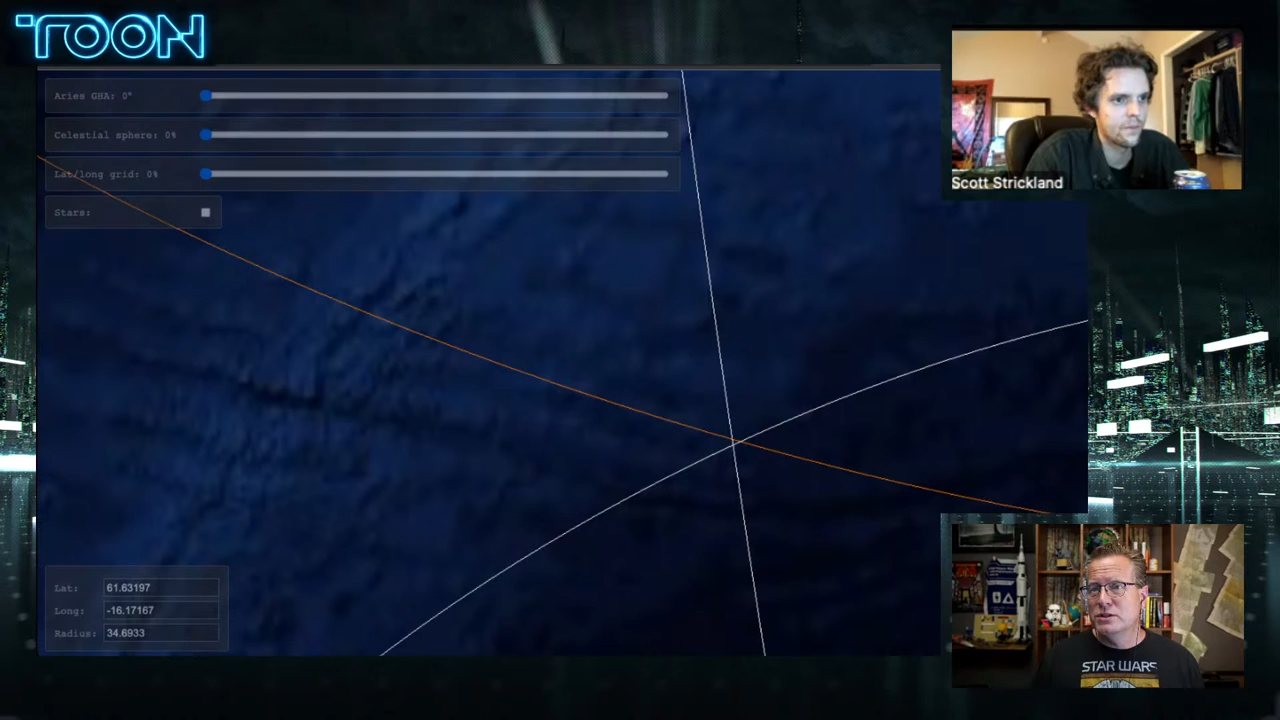 TOON
Aries GHA: 0°
Celestial sphere: 0%
Lat/long grid: 0%
Stars:
Lat: 61.63197
Long: -16.17167
Radius: 34.6933
Scott Strickland
STAR WARS